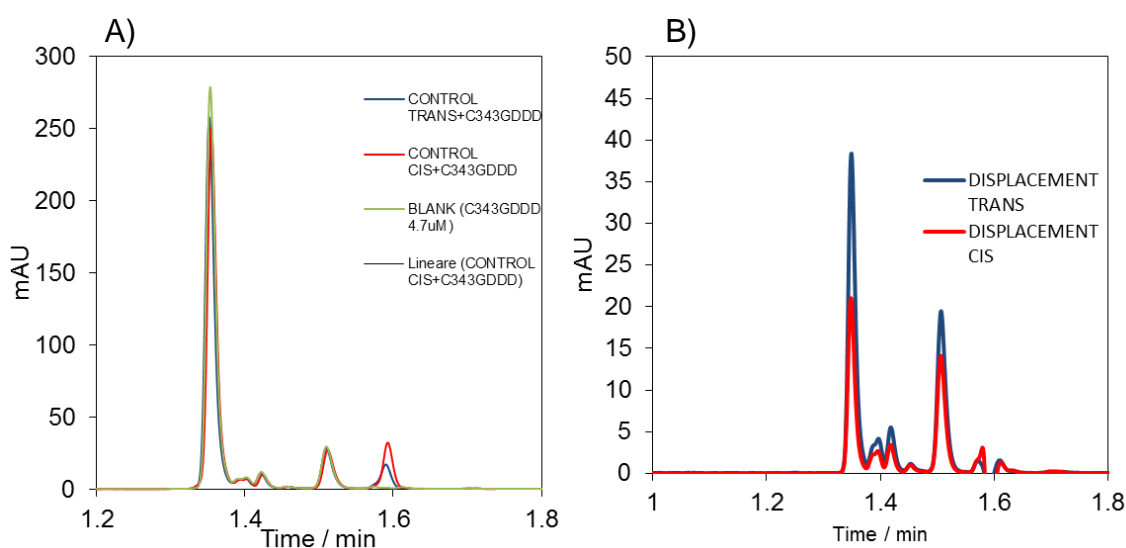 A)
300
250
200
150
100
50
0
mAU
1.2
1.4
1.6
1.8
Time / min
CONTROL
TRANS+C343GDDD
CONTROL
CIS+C343GDDD
BLANK (C343GDDD
4.7uM)
Lineare (CONTROL
CIS+C343GDDD)
B)
50
45
40
35
30
25
20
15
10
5
0
mAU
1
1.2
1.4
1.6
1.8
Time / min
DISPLACEMENT
TRANS
DISPLACEMENT
CIS